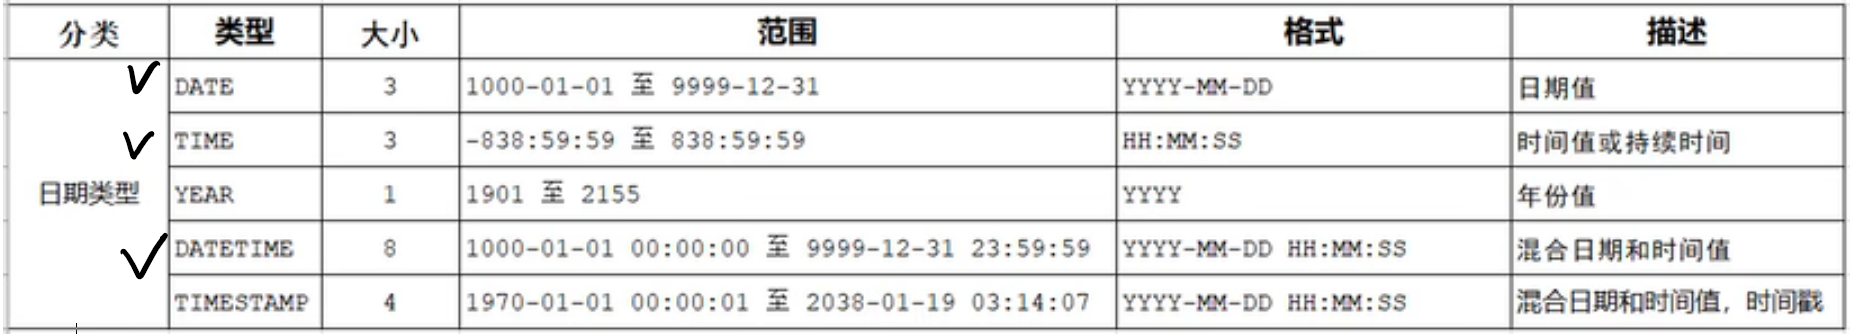 分类 类型 大小 范围 格式 描述
DATE 3 1000-01-01 至 9999-12-31 YYYY-MM-DD 日期值
TIME 3 -838:59:59 至 838:59:59 HH:MM:SS 时间值或持续时间
日期类型 YEAR 1 1901 至 2155 YYYY 年份值
DATETIME 8 1000-01-01 00:00:00 至 9999-12-31 23:59:59 YYYY-MM-DD HH:MM:SS 混合日期和时间值
TIMESTAMP 4 1970-01-01 00:00:01 至 2038-01-19 03:14:07 YYYY-MM-DD HH:MM:SS 混合日期和时间值，时间戳